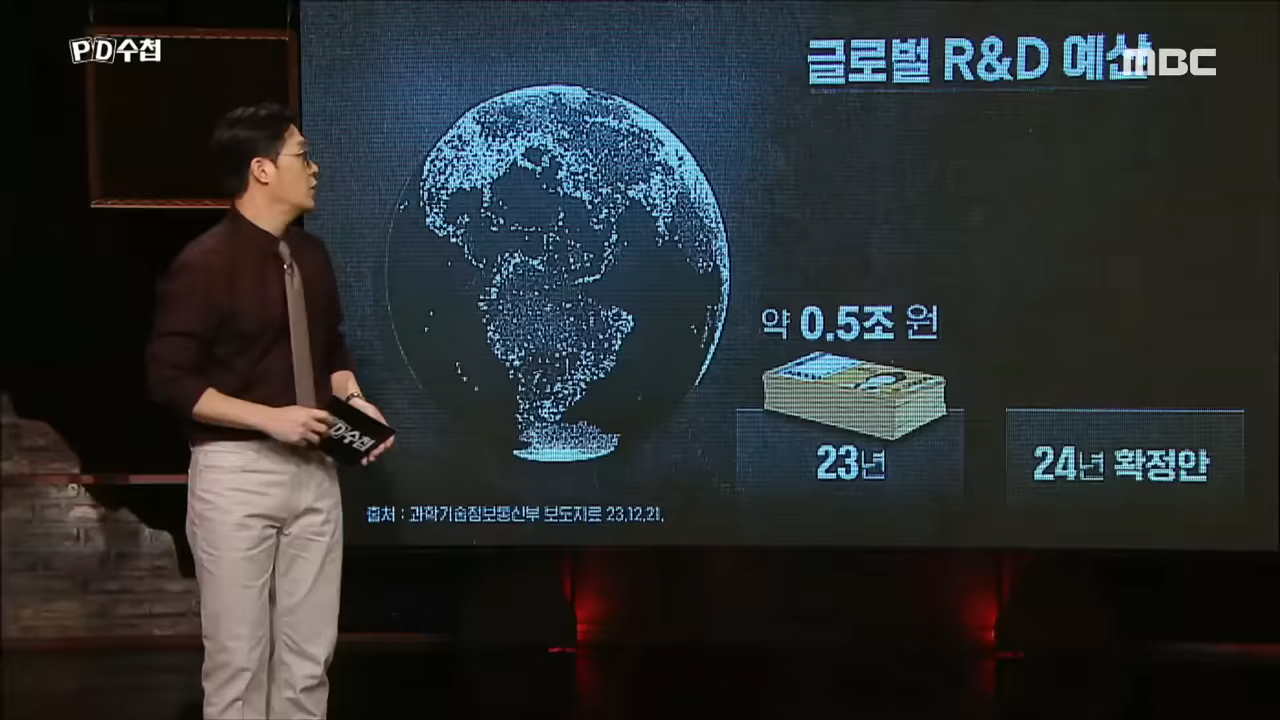 PD수첩
글로벌 R&D 예산
MBC
약 0.5조 원
23년
24년 확정안
출처 : 과학기술정보통신부 보도자료 23.12.21.
PD수첩